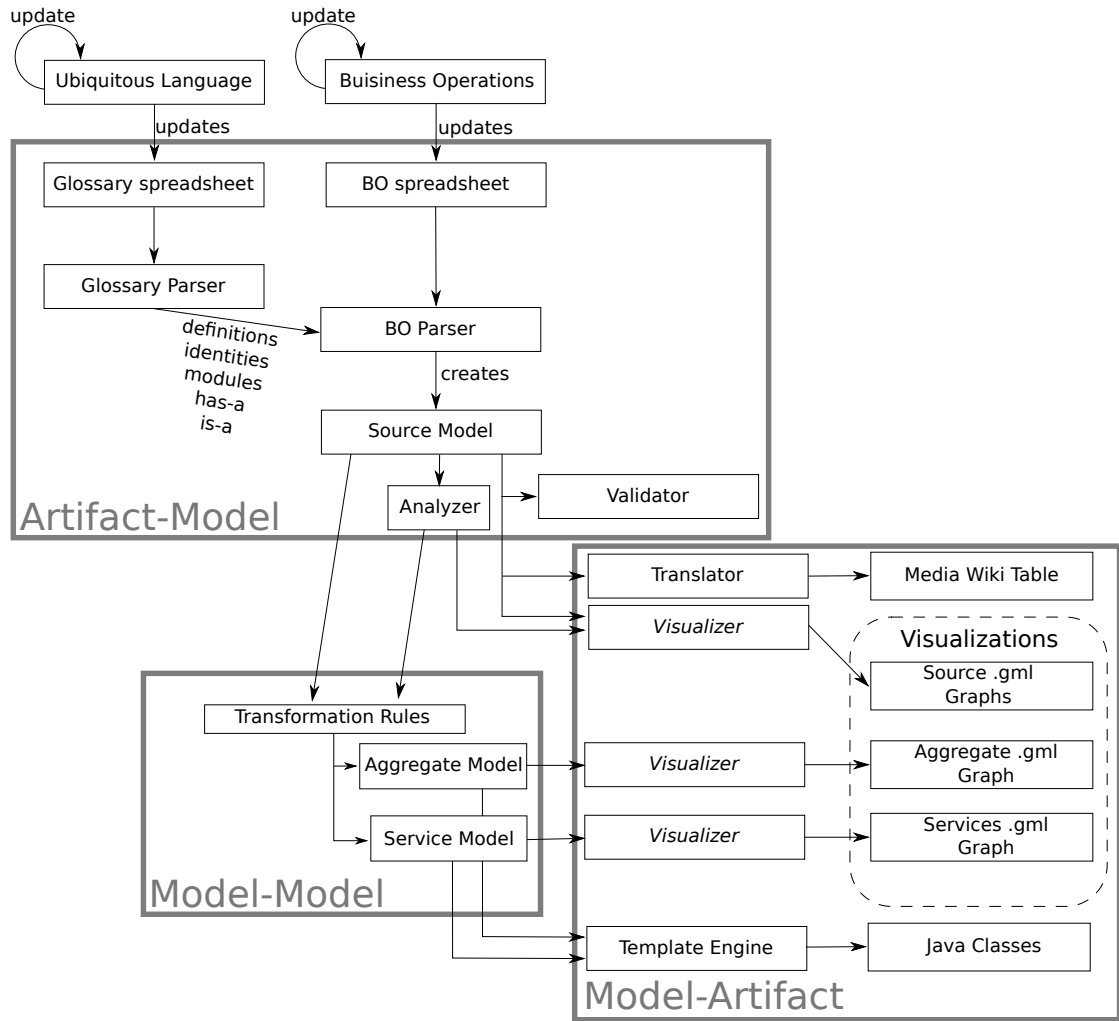 update
update
Ubiquitous Language
Buisiness Operations
updates
updates
Glossary spreadsheet
BO spreadsheet
Glossary Parser
BO Parser
definitions
identities
modules
has-a
is-a
creates
Source Model
Analyzer
Validator
Artifact-Model
Translator
Media Wiki Table
Visualizer
Visualizations
Source .gml
Graphs
Transformation Rules
Aggregate Model
Visualizer
Aggregate .gml
Graph
Service Model
Visualizer
Services .gml
Graph
Model-Model
Template Engine
Java Classes
Model-Artifact